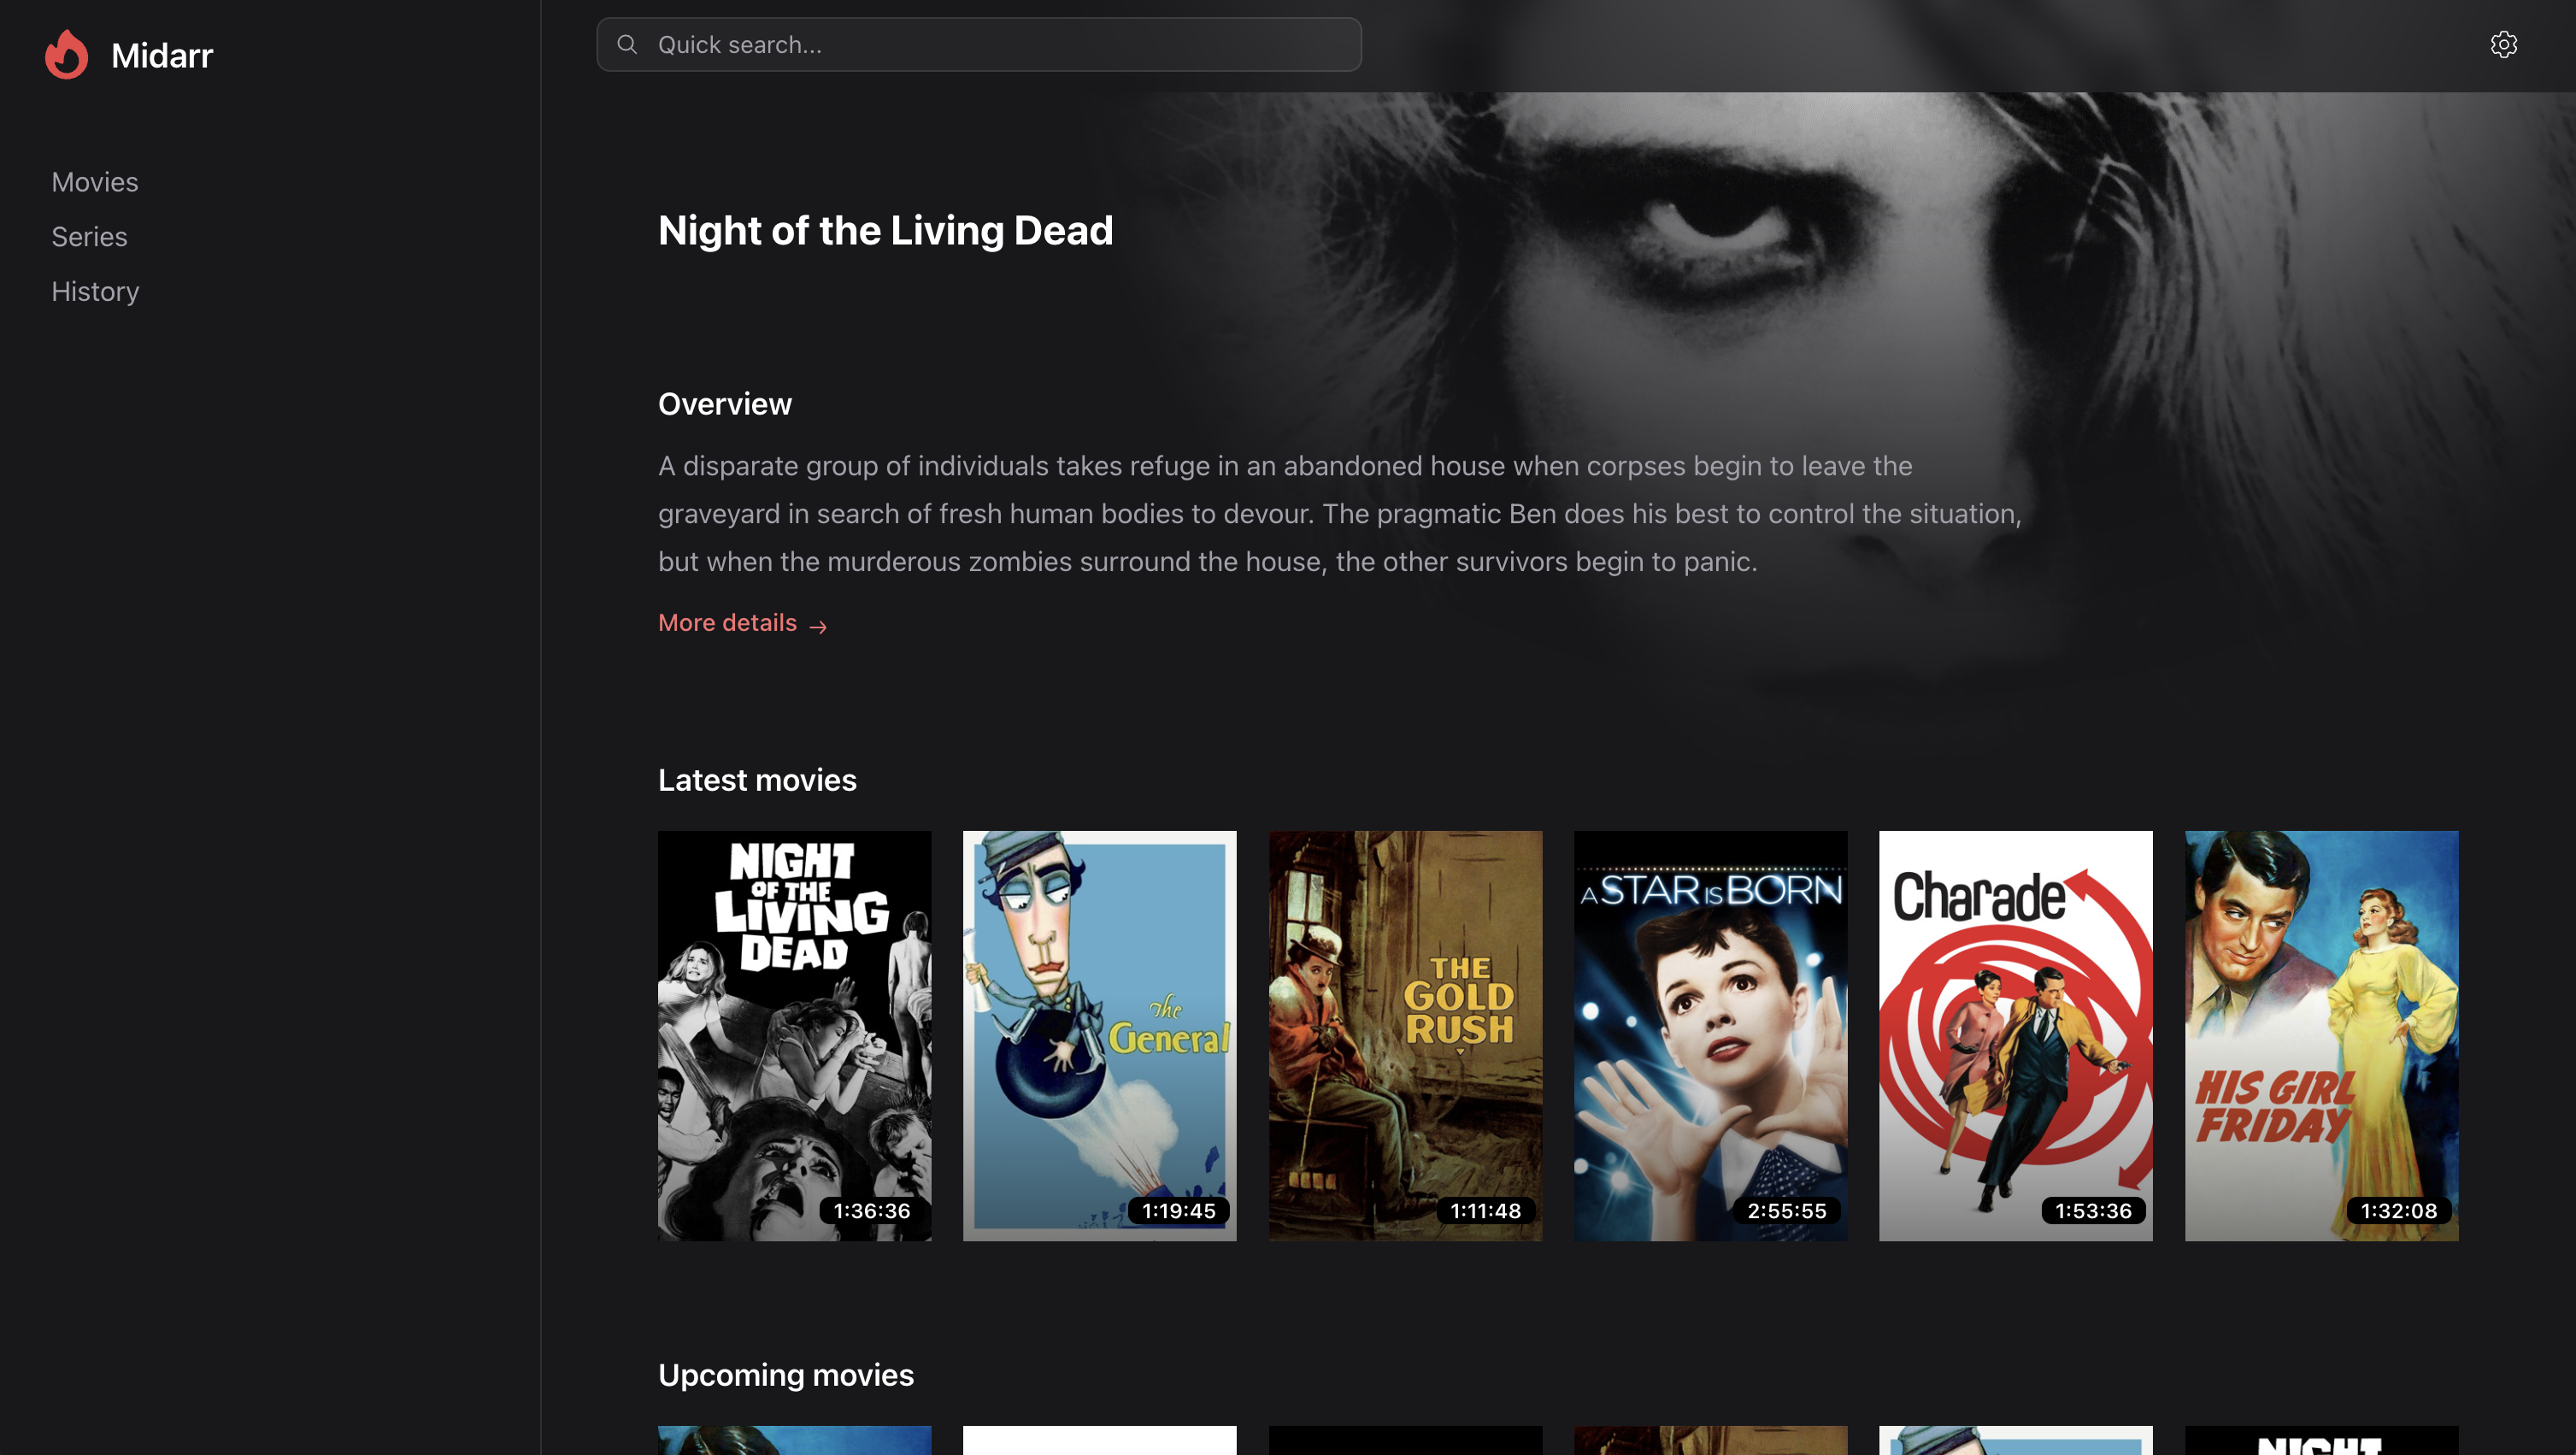 Midarr
Quick search...
Movies
Series
History
Night of the Living Dead
Overview
A disparate group of individuals takes refuge in an abandoned house when corpses begin to leave the
graveyard in search of fresh human bodies to devour. The pragmatic Ben does his best to control the situation,
but when the murderous zombies surround the house, the other survivors begin to panic.
More details →
Latest movies
NIGHT
OF THE
LIVING
DEAD
1:36:36
The
General
1:19:45
THE
GOLD
RUSH
1:11:48
A STAR IS BORN
2:55:55
Charade
1:53:36
HIS GIRL
FRIDAY
1:32:08
Upcoming movies
NIGHT